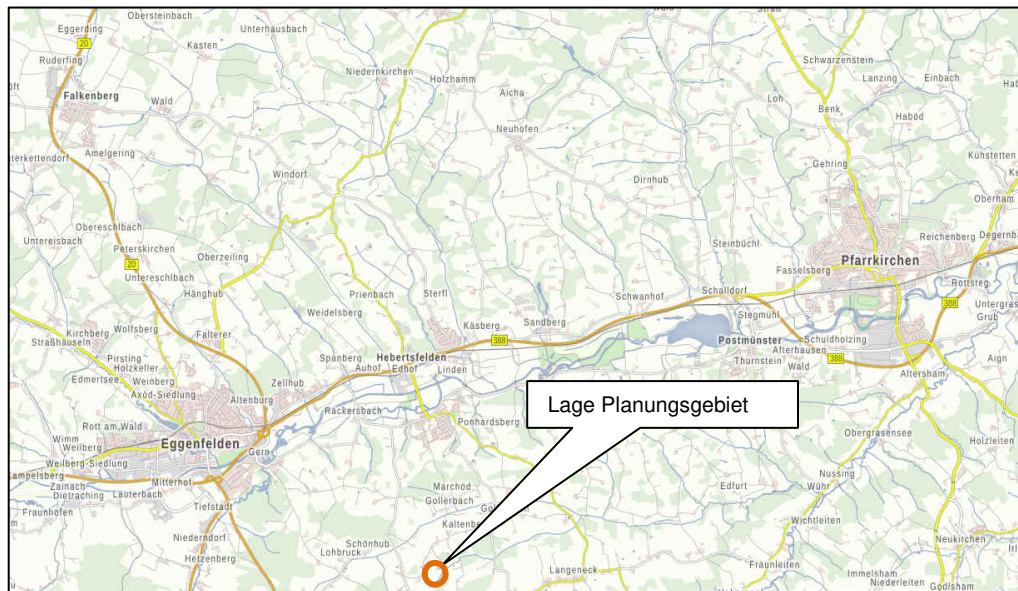 Obersteinbach
Unterhausbach
Eggerding
20
Kasten
Ruderfing
Niedernkirchen
Holzhamm
Schwarzenstein
Lanzing
Einbach
Falkenberg
Wald
Aicha
Loh
Benk
Haböd
Neuhofen
Amelgering
Kühstetten
Gehring
Windorf
Dirnhub
Oberham
Obereschlbach
Untereisbach
Peterskirchen
Steinbüchl
Reichenberg
Oberzeiling
Pfarrkirchen
20
Untereschlbach
Fasselsberg
Rottsteg
Hänghub
Prienbach
Sterfl
Schwanhof
Schalldorf
388
Weidelsberg
Stegmühl
Grub
Kirchberg
Wolfsberg
Käsberg
Sandberg
Straßhäuseln
Falterer
388
Postmünster
Schuldholzing
Pirsting
Spanberg
Hebertsfelden
Afterhausen
Aign
Holzkeller
Auhof
Edhof
Linden
Thurnstein
Wald
388
Edmertsee
Weinberg
Zellhub
Altersham
Axöd-Siedlung
Altenburg
Rackersbach
Lage Planungsgebiet
Rott am Wald
Ponhardsberg
Obergrasensee
Holzleiten
Wimm
Eggenfelden
Weilberg
Gern
Weilberg-Siedlung
Nussing
Zainach
Mitterhof
Marchöd
Edfurt
Wühr
Dietraching
Lauterbach
Gollerbach
Fraunhofen
Tiefstadt
Wichtleiten
Niederndorf
Schönhub
Neukirchen
Hetzenberg
Lohbruck
Langeneck
Fraunleiten
Immelsham
Niederleiten
Godlsham